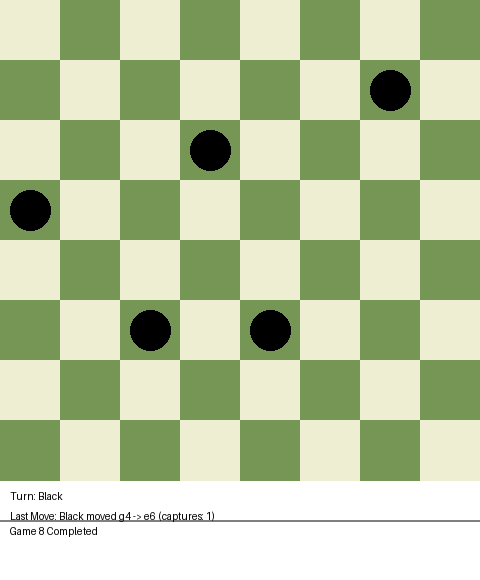 Turn: Black
Last Move: Black moved g4 -> e6 (captures: 1)
Game 8 Completed